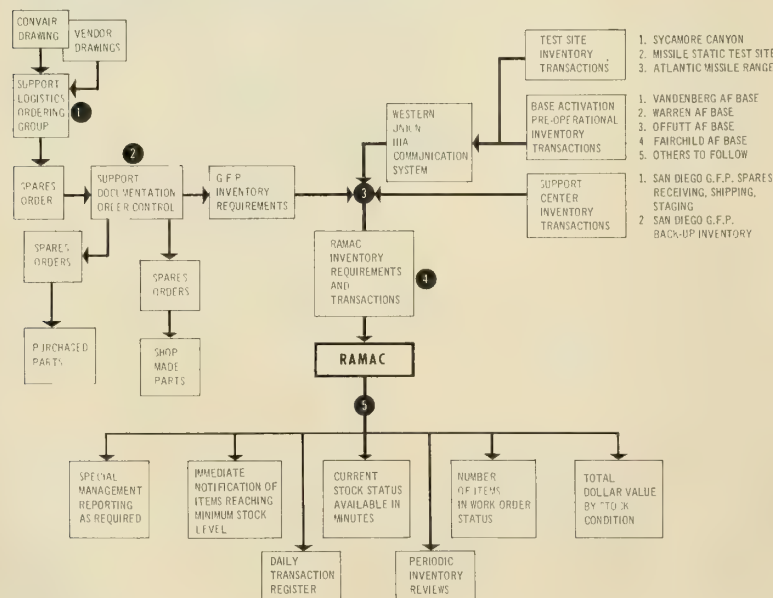 CONVAIR
DRAWING
VENDOR
DRAWINGS
SUPPORT
LOGISTICS
ORDERING
GROUP
1
SPARES
ORDER
2
SUPPORT
DOCUMENTATION
ORDER CONTROL
G.F.P.
INVENTORY
REQUIREMENTS
SPARES
ORDERS
PURCHASED
PARTS
SPARES
ORDERS
SHOP
MADE
PARTS
WESTERN
UNION
IIIA
COMMUNICATION
SYSTEM
TEST SITE
INVENTORY
TRANSACTIONS
1. SYCAMORE CANYON
2. MISSILE STATIC TEST SITE
3. ATLANTIC MISSILE RANGE
BASE ACTIVATION
PRE-OPERATIONAL
INVENTORY
TRANSACTIONS
1. VANDENBERG AF BASE
2. WARREN AF BASE
3. OFFUTT AF BASE
4 FAIRCHILD AF BASE
5. OTHERS TO FOLLOW
SUPPORT
CENTER
INVENTORY
TRANSACTIONS
1. SAN DIEGO G.F.P. SPARES
RECEIVING, SHIPPING,
STAGING
2 SAN DIEGO G.F.P.
BACK-UP INVENTORY
3
RAMAC
INVENTORY
REQUIREMENTS
AND
TRANSACTIONS
4
RAMAC
5
SPECIAL
MANAGEMENT
REPORTING
AS REQUIRED
IMMEDIATE
NOTIFICATION OF
ITEMS REACHING
MINIMUM STOCK
LEVEL
CURRENT
STOCK STATUS
AVAILABLE IN
MINUTES
NUMBER
OF ITEMS
IN WORK ORDER
STATUS
TOTAL
DOLLAR VALUE
BY STOCK
CONDITION
DAILY
TRANSACTION
REGISTER
PERIODIC
INVENTORY
REVIEWS